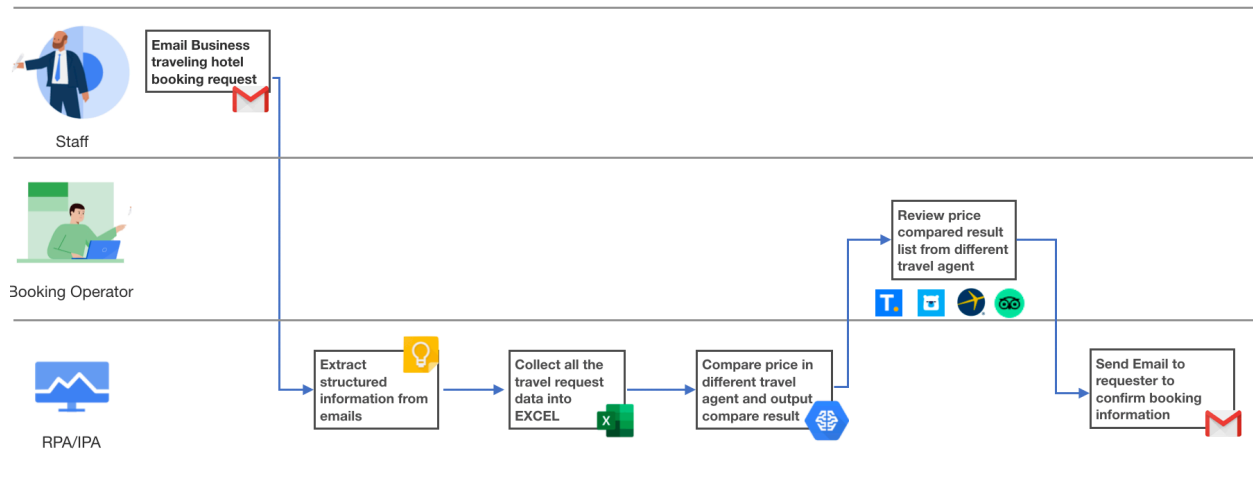 Email Business
traveling hotel
booking request
Staff
Review price
compared result
list from different
travel agent
T.
Booking Operator
Extract
structured
information from
emails
Collect all the
travel request
data into
EXCEL
X
Compare price in
different travel
agent and output
compare result
Send Email to
requester to
confirm booking
information
RPA/IPA